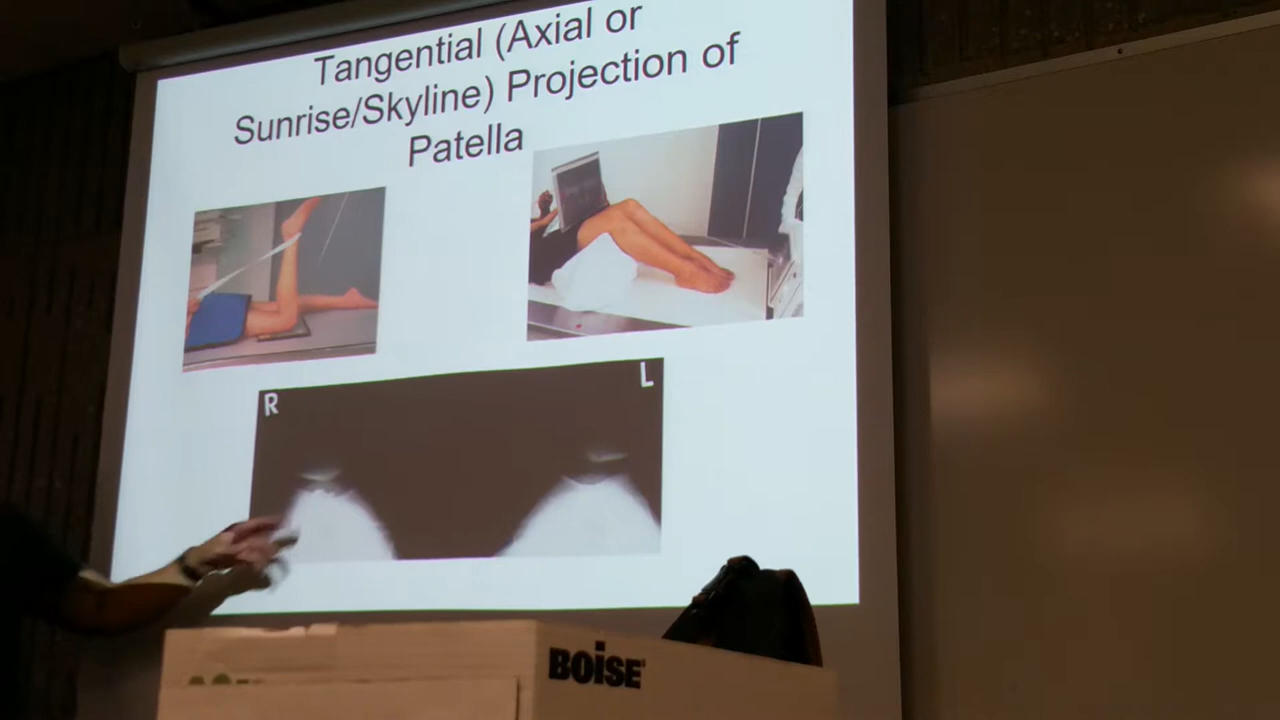 Tangential (Axial or
Sunrise/Skyline) Projection of
Patella
R
L
BOiSE